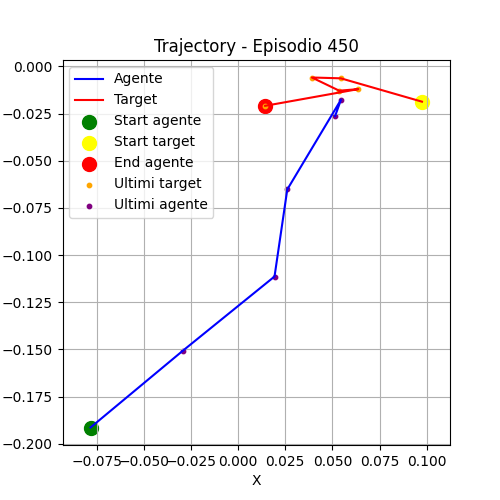 Trajectory - Episodio 450
0.000
−0.025
−0.050
−0.075
−0.100
−0.125
−0.150
−0.175
−0.200
Agente
Target
Start agente
Start target
End agente
Ultimi target
Ultimi agente
−0.075 −0.050 −0.025 0.000 0.025 0.050 0.075 0.100
X